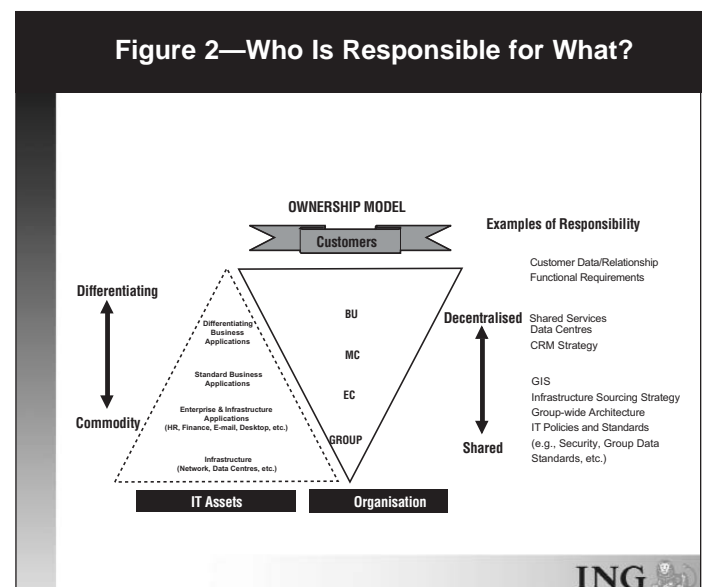 Figure 2—Who Is Responsible for What?
OWNERSHIP MODEL
Customers
Differentiating
Commodity
Differentiating
Business
Applications
Standard Business
Applications
Enterprise & Infrastructure
Applications
(HR, Finance, E-mail, Desktop, etc.)
Infrastructure
(Network, Data Centres, etc.)
IT Assets
BU
MC
EC
GROUP
Organisation
Decentralised
Shared
Examples of Responsibility
Customer Data/Relationship
Functional Requirements
Shared Services
Data Centres
CRM Strategy
GIS
Infrastructure Sourcing Strategy
Group-wide Architecture
IT Policies and Standards
(e.g., Security, Group Data
Standards, etc.)
ING